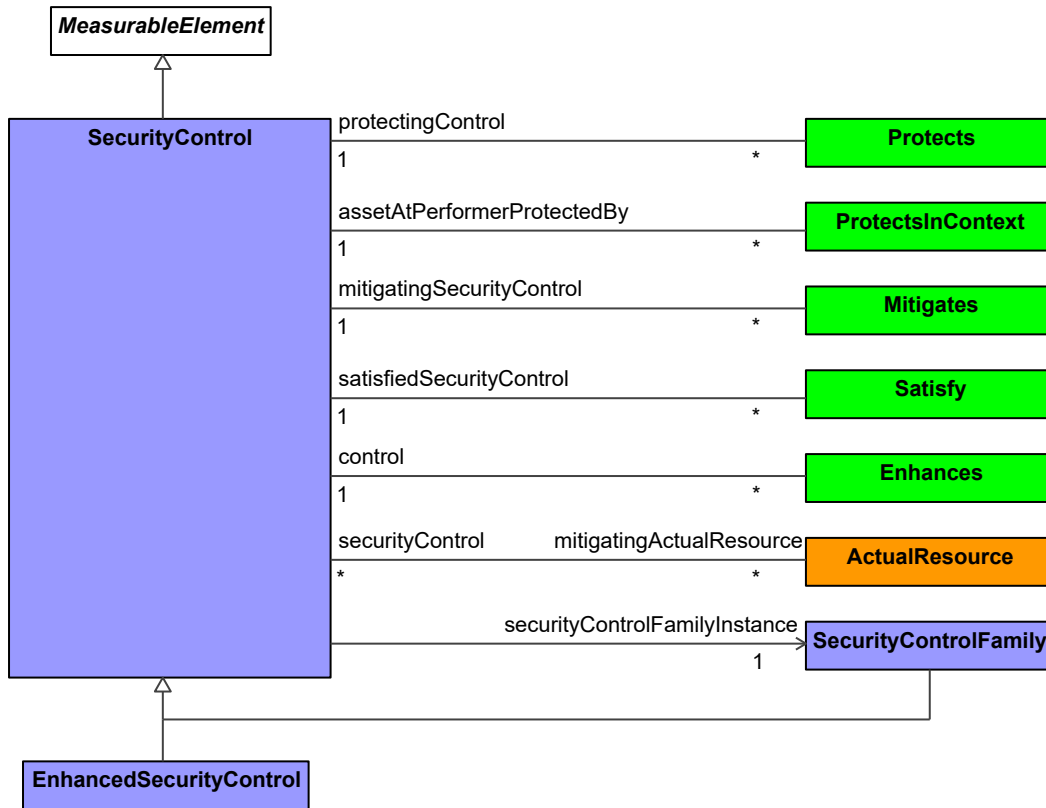 MeasurableElement
SecurityControl
protectingControl
1
*
Protects
assetAtPerformerProtectedBy
1
*
ProtectsInContext
mitigatingSecurityControl
1
*
Mitigates
satisfiedSecurityControl
1
*
Satisfy
control
1
*
Enhances
securityControl
mitigatingActualResource
*
*
ActualResource
securityControlFamilyInstance
1
SecurityControlFamily
EnhancedSecurityControl